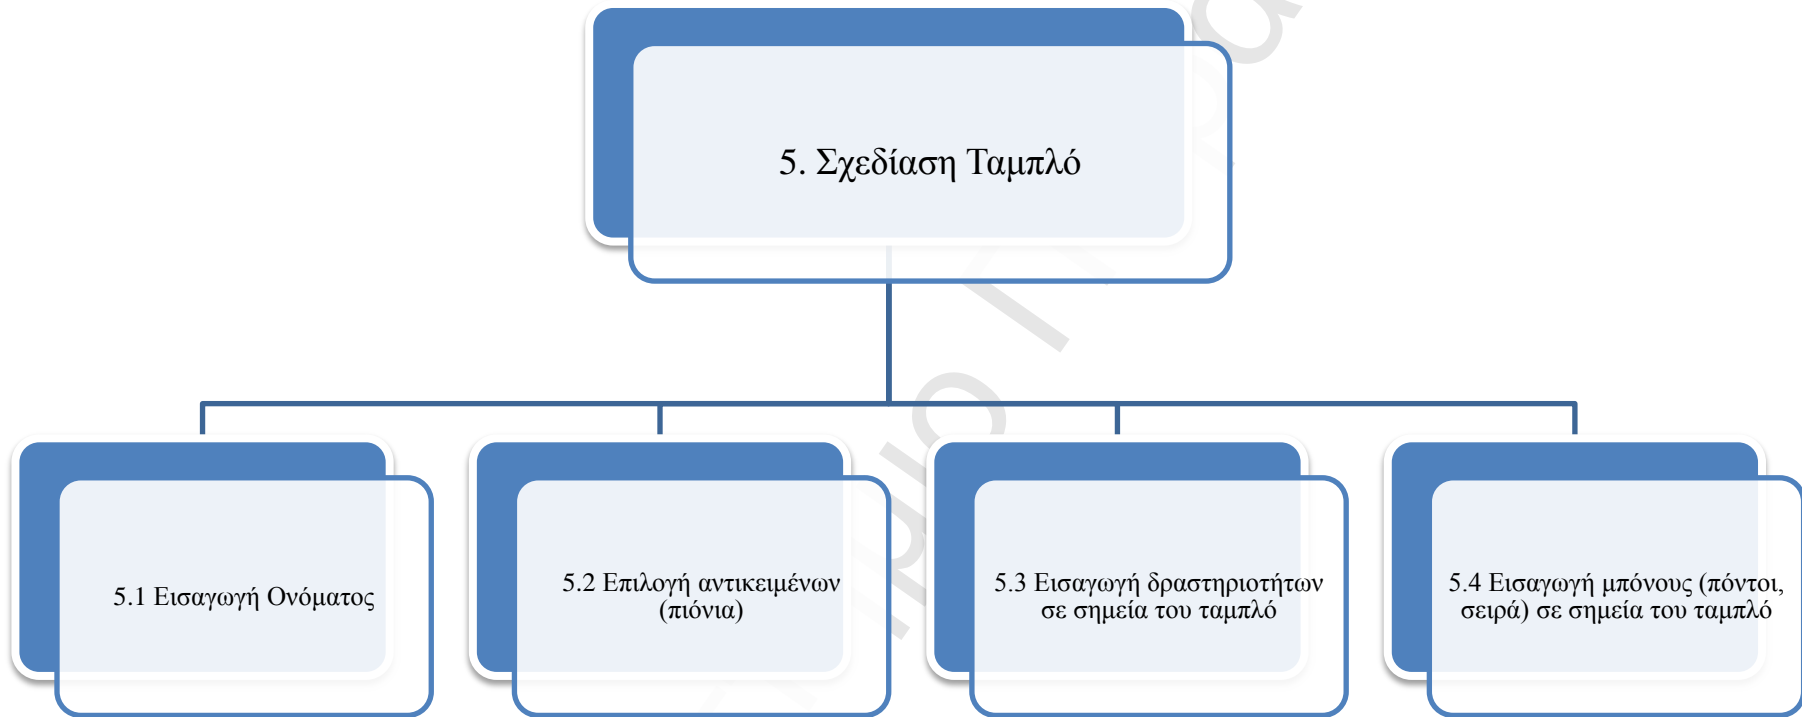 5. Σχεδίαση Ταμπλό
5.1 Εισαγωγή Ονόματος
5.2 Επιλογή αντικειμένων
(πιόνια)
5.3 Εισαγωγή δραστηριοτήτων
σε σημεία του ταμπλό
5.4 Εισαγωγή μπόνους (πόντοι,
σειρά) σε σημεία του ταμπλό